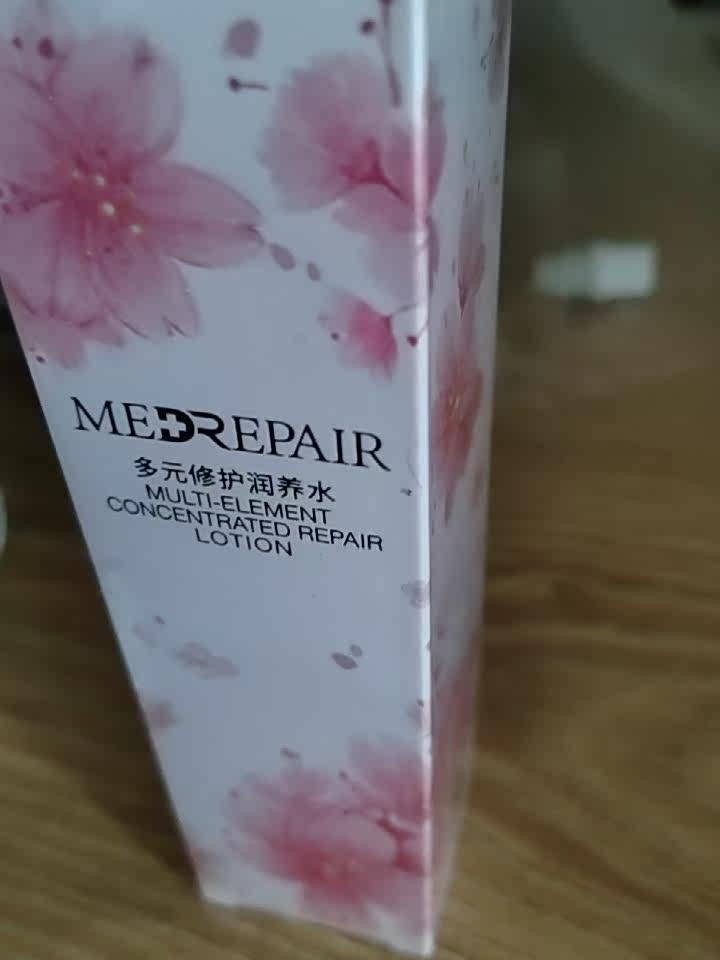 MEDREPAIR
多元修护润养水
MULTI-ELEMENT
CONCENTRATED REPAIR
LOTION